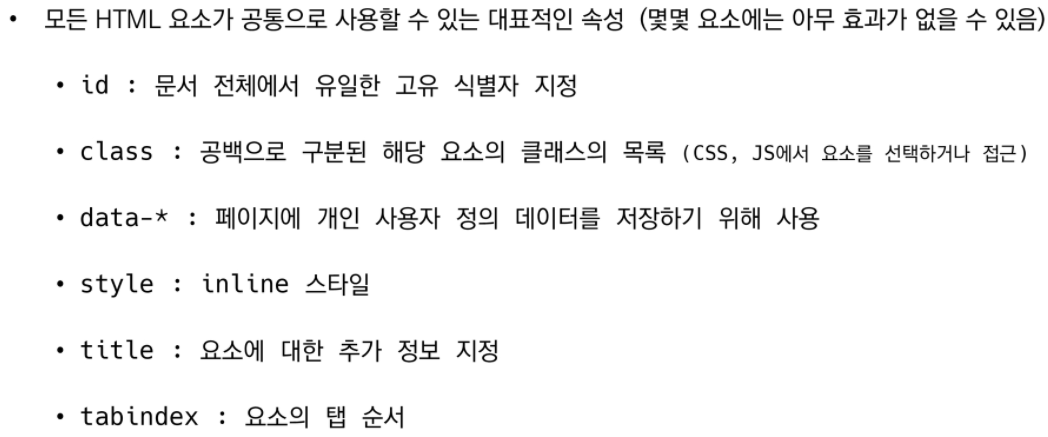 • 모든 HTML 요소가 공통으로 사용할 수 있는 대표적인 속성 (몇몇 요소에는 아무 효과가 없을 수 있음)
• id : 문서 전체에서 유일한 고유 식별자 지정
• class : 공백으로 구분된 해당 요소의 클래스의 목록 (CSS, JS에서 요소를 선택하거나 접근)
• data-* : 페이지에 개인 사용자 정의 데이터를 저장하기 위해 사용
• style : inline 스타일
• title : 요소에 대한 추가 정보 지정
• tabindex : 요소의 탭 순서